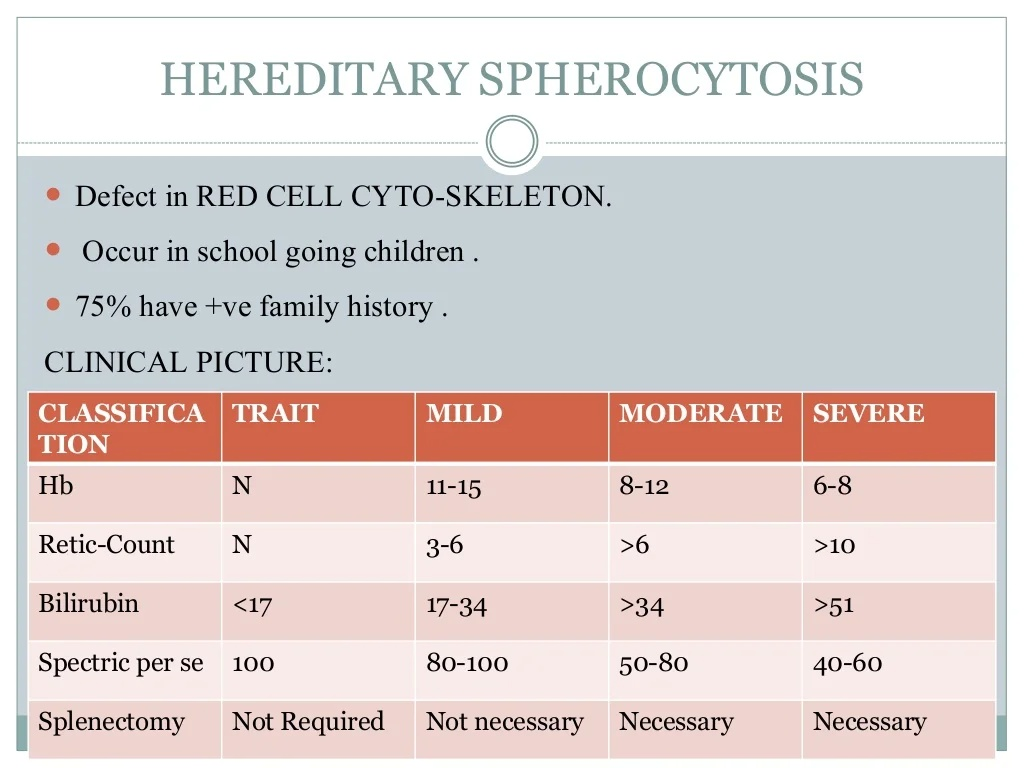 HEREDITARY SPHEROCYTOSIS
• Defect in RED CELL CYTO-SKELETON.
• Occur in school going children .
• 75% have +ve family history .
CLINICAL PICTURE:
CLASSIFICA
TION TRAIT MILD MODERATE SEVERE
Hb N 11-15 8-12 6-8
Retic-Count N 3-6 >6 >10
Bilirubin <17 17-34 >34 >51
Spectric per se 100 80-100 50-80 40-60
Splenectomy Not Required Not necessary Necessary Necessary